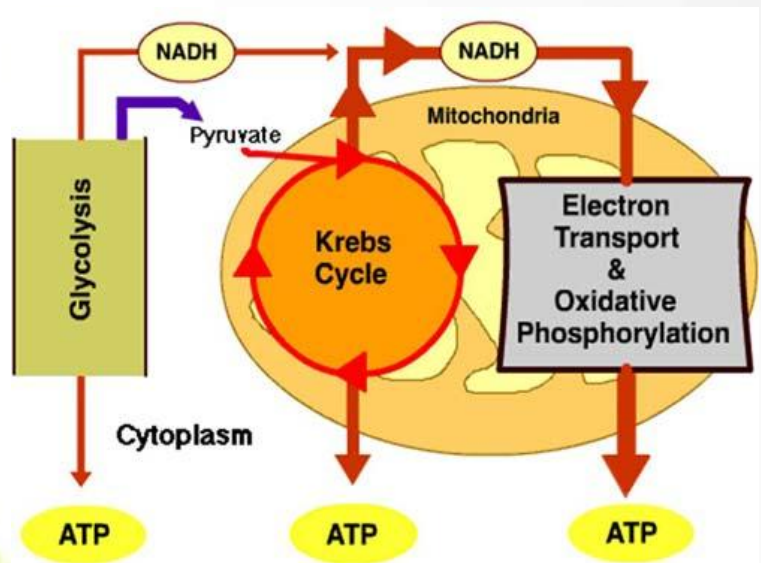 NADH
NADH
Pyruvate
Mitochondria
Glycolysis
Krebs
Cycle
Electron
Transport
&
Oxidative
Phosphorylation
Cytoplasm
ATP
ATP
ATP